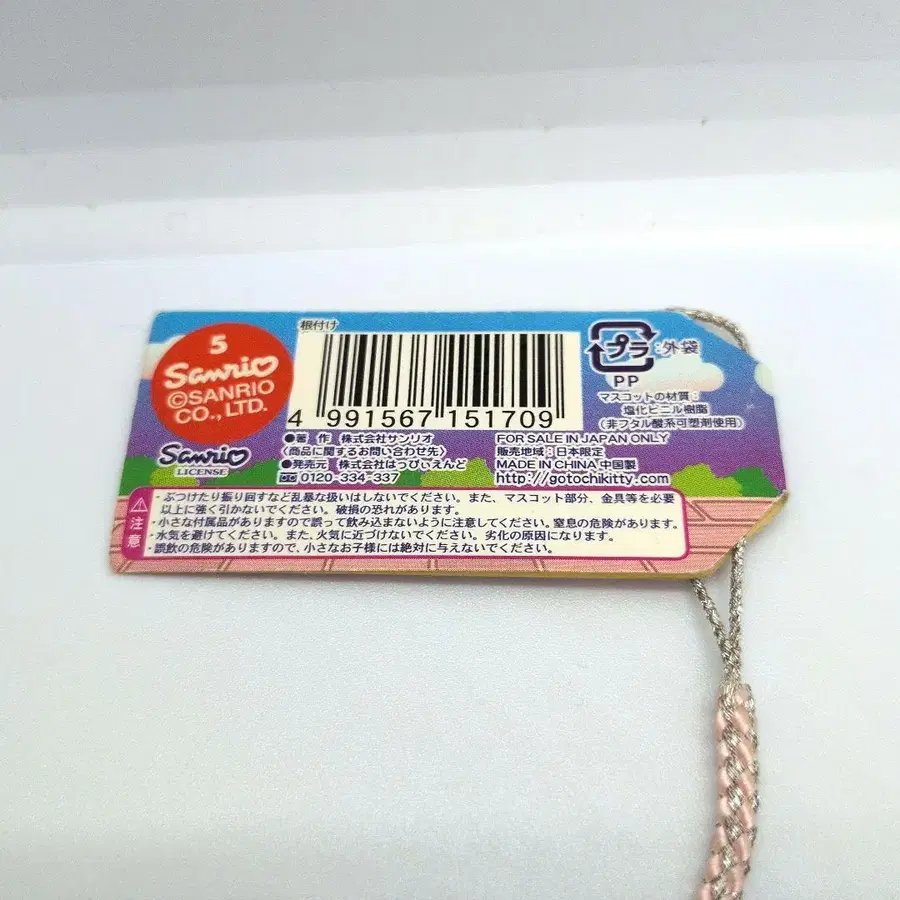 5
Sanrio
©SANRIO
CO., LTD.
Sanrio
LICENSE
根付け
4 991567 151709
プラ :外袋
PP
マスコットの材質:
塩化ビニル樹脂
(非フタル酸系可塑剤使用)
●著 作 株式会社サンリオ
〈商品に関するお問い合わせ先〉
●発売元 株式会社はっぴぃえんど
0120-334-337
FOR SALE IN JAPAN ONLY
販売地域:日本限定
MADE IN CHINA 中国製
http://gotochikitty.com
注意
・ぶつけたり振り回すなど乱暴な扱いはしないでください。また、マスコット部分、金具等を必要
以上に強く引かないでください。破損の恐れがあります。
・小さな付属品がありますので誤って飲み込まないように注意してください。窒息の危険があります。
・水気を避けてください。また、火気に近づけないでください。劣化の原因になります。
・誤飲の危険がありますので、小さなお子様には絶対に与えないでください。